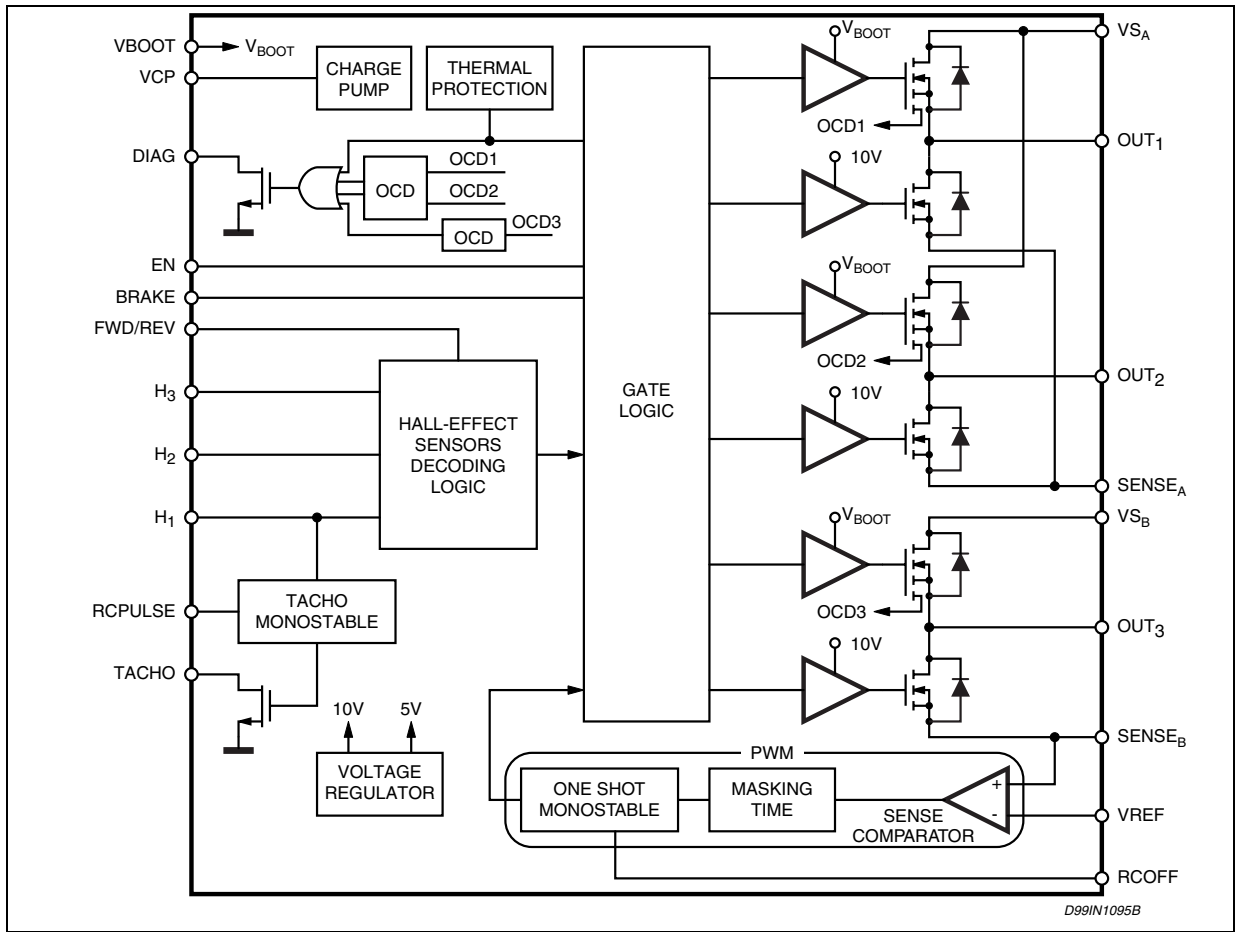 VBOOT
VBOOT
VCP
CHARGE
PUMP
THERMAL
PROTECTION
DIAG
OCD
OCD1
OCD2
OCD
OCD3
EN
BRAKE
FWD/REV
H3
H2
H1
HALL-EFFECT
SENSORS
DECODING
LOGIC
RCPULSE
TACHO
MONOSTABLE
TACHO
10V
5V
VOLTAGE
REGULATOR
GATE
LOGIC
VBOOT
OCD1
10V
VBOOT
OCD2
10V
VBOOT
OCD3
10V
VSA
OUT1
OUT2
SENSEA
VSB
OUT3
SENSEB
PWM
ONE SHOT
MONOSTABLE
MASKING
TIME
SENSE
COMPARATOR
+
-
VREF
RCOFF
D99IN1095B